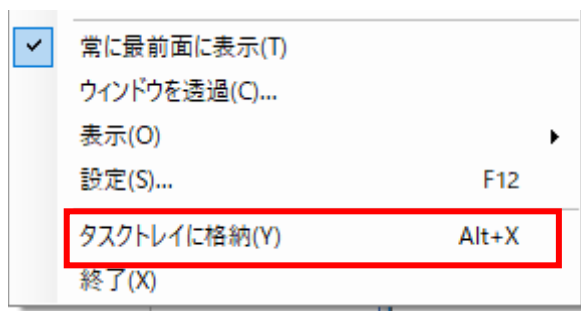 常に最前面に表示(T)
ウィンドウを透過(C)...
表示(O)
設定(S)... F12
タスクトレイに格納(Y) Alt+X
終了(X)